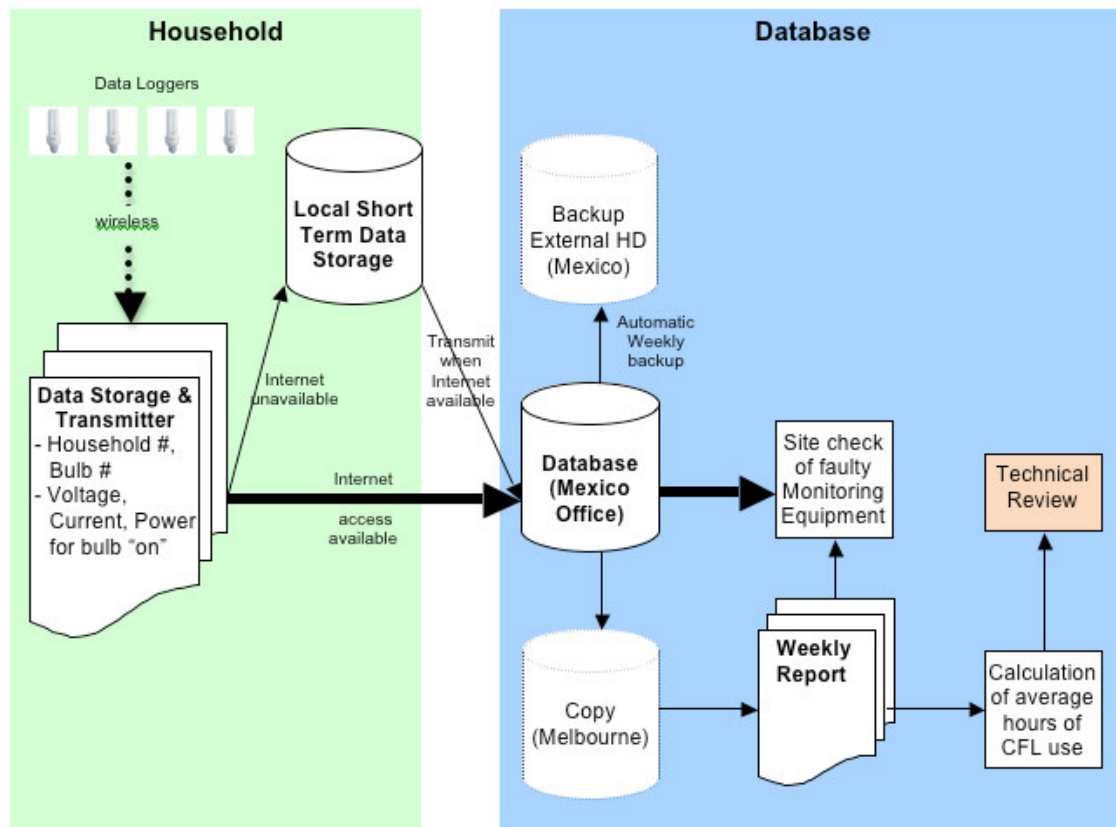 Household
Data Loggers
wireless
Local Short
Term Data
Storage
Internet
unavailable
Transmit
when
Internet
available
Data Storage &
Transmitter
- Household #,
Bulb #
- Voltage,
Current, Power
for bulb “on”
Internet
access
available
Database
Backup
External HD
(Mexico)
Automatic
Weekly
backup
Database
(Mexico
Office)
Site check
of faulty
Monitoring
Equipment
Technical
Review
Copy
(Melbourne)
Weekly
Report
Calculation
of average
hours of
CFL use